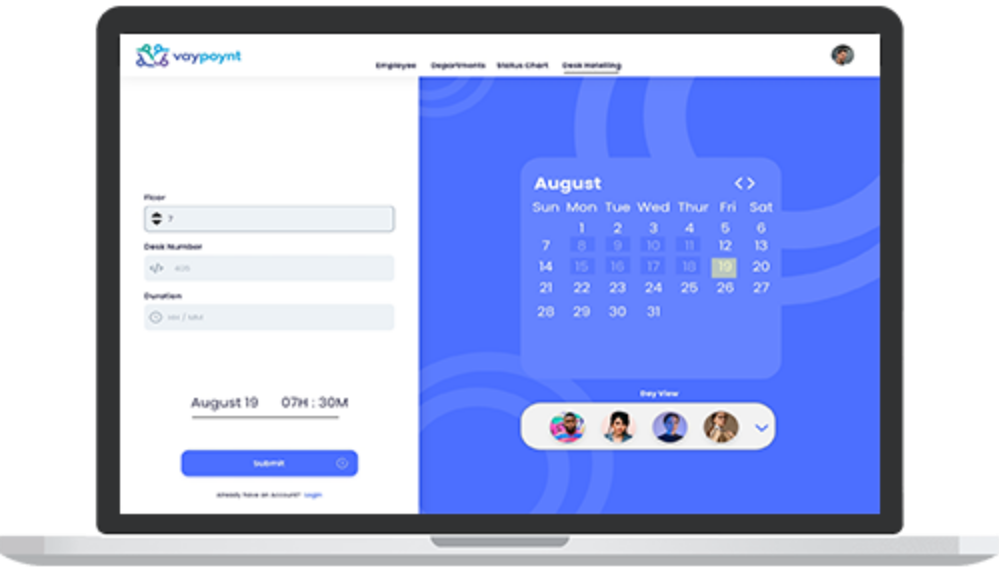 vaypoynt
Employee Departments Status Chart Desk Hotelling
Floor
7
Desk Number
</> 405
Duration
HH / MM
August 19 07H : 30M
Submit
Already have an Account? Login
August < >
Sun Mon Tue Wed Thur Fri Sat
1 2 3 4 5 6
7 8 9 10 11 12 13
14 15 16 17 18 19 20
21 22 23 24 25 26 27
28 29 30 31
Day View